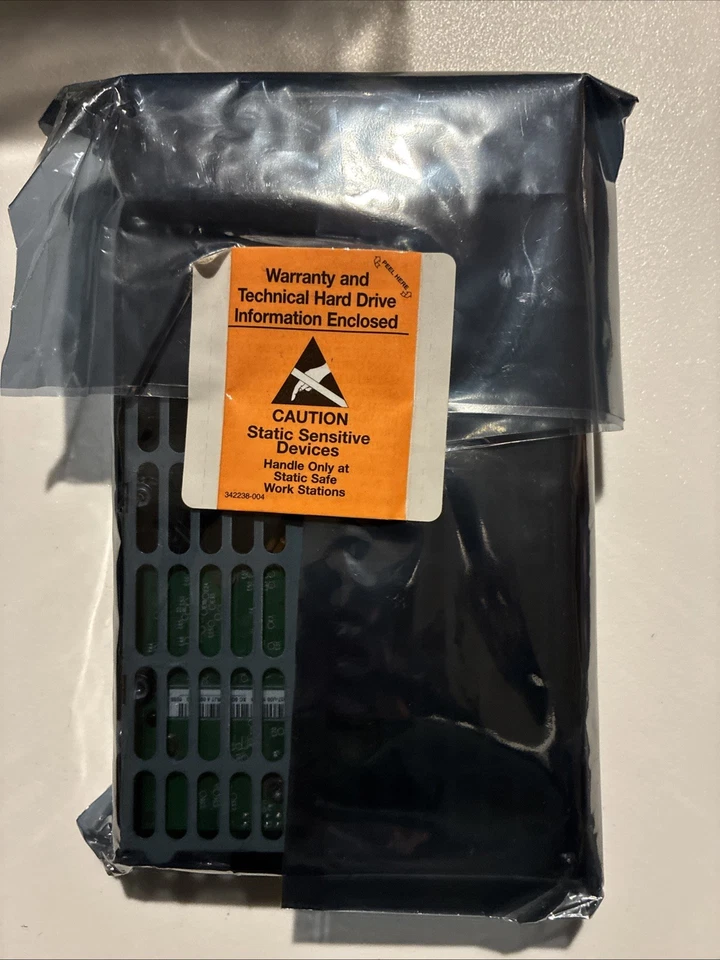 PEEL HERE
Warranty and
Technical Hard Drive
Information Enclosed
CAUTION
Static Sensitive
Devices
Handle Only at
Static Safe
Work Stations
342238-004